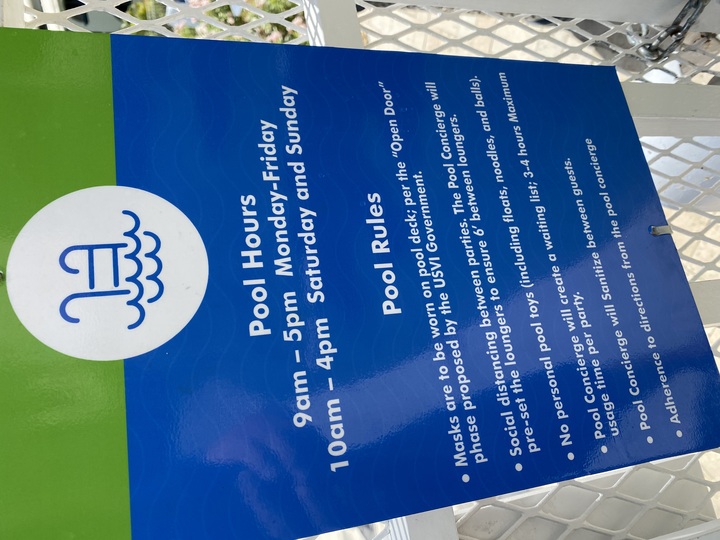 Pool Hours
9am – 5pm Monday-Friday
10am – 4pm Saturday and Sunday
Pool Rules
• Masks are to be worn on pool deck; per the "Open Door"
phase proposed by the USVI Government.
• Social distancing between parties. The Pool Concierge will
pre-set the loungers to ensure 6' between loungers.
• No personal pool toys (including floats, noodles, and balls).
• Pool Concierge will create a waiting list; 3-4 hours Maximum
usage time per party.
• Pool Concierge will Sanitize between guests.
• Adherence to directions from the pool concierge